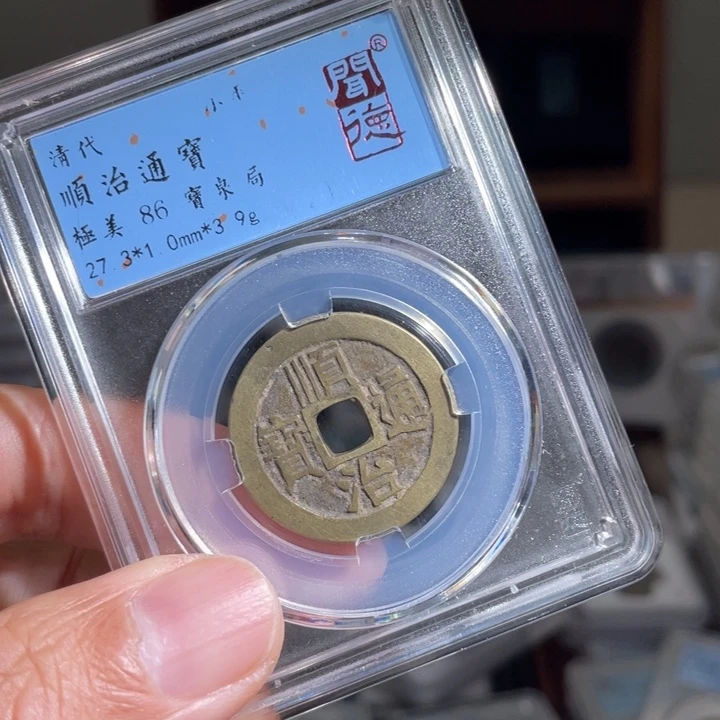 小平
聞德
®
清代
順治通寶
極美 86 寶泉局
27.3*1.0mm*3.9g
順治通寶